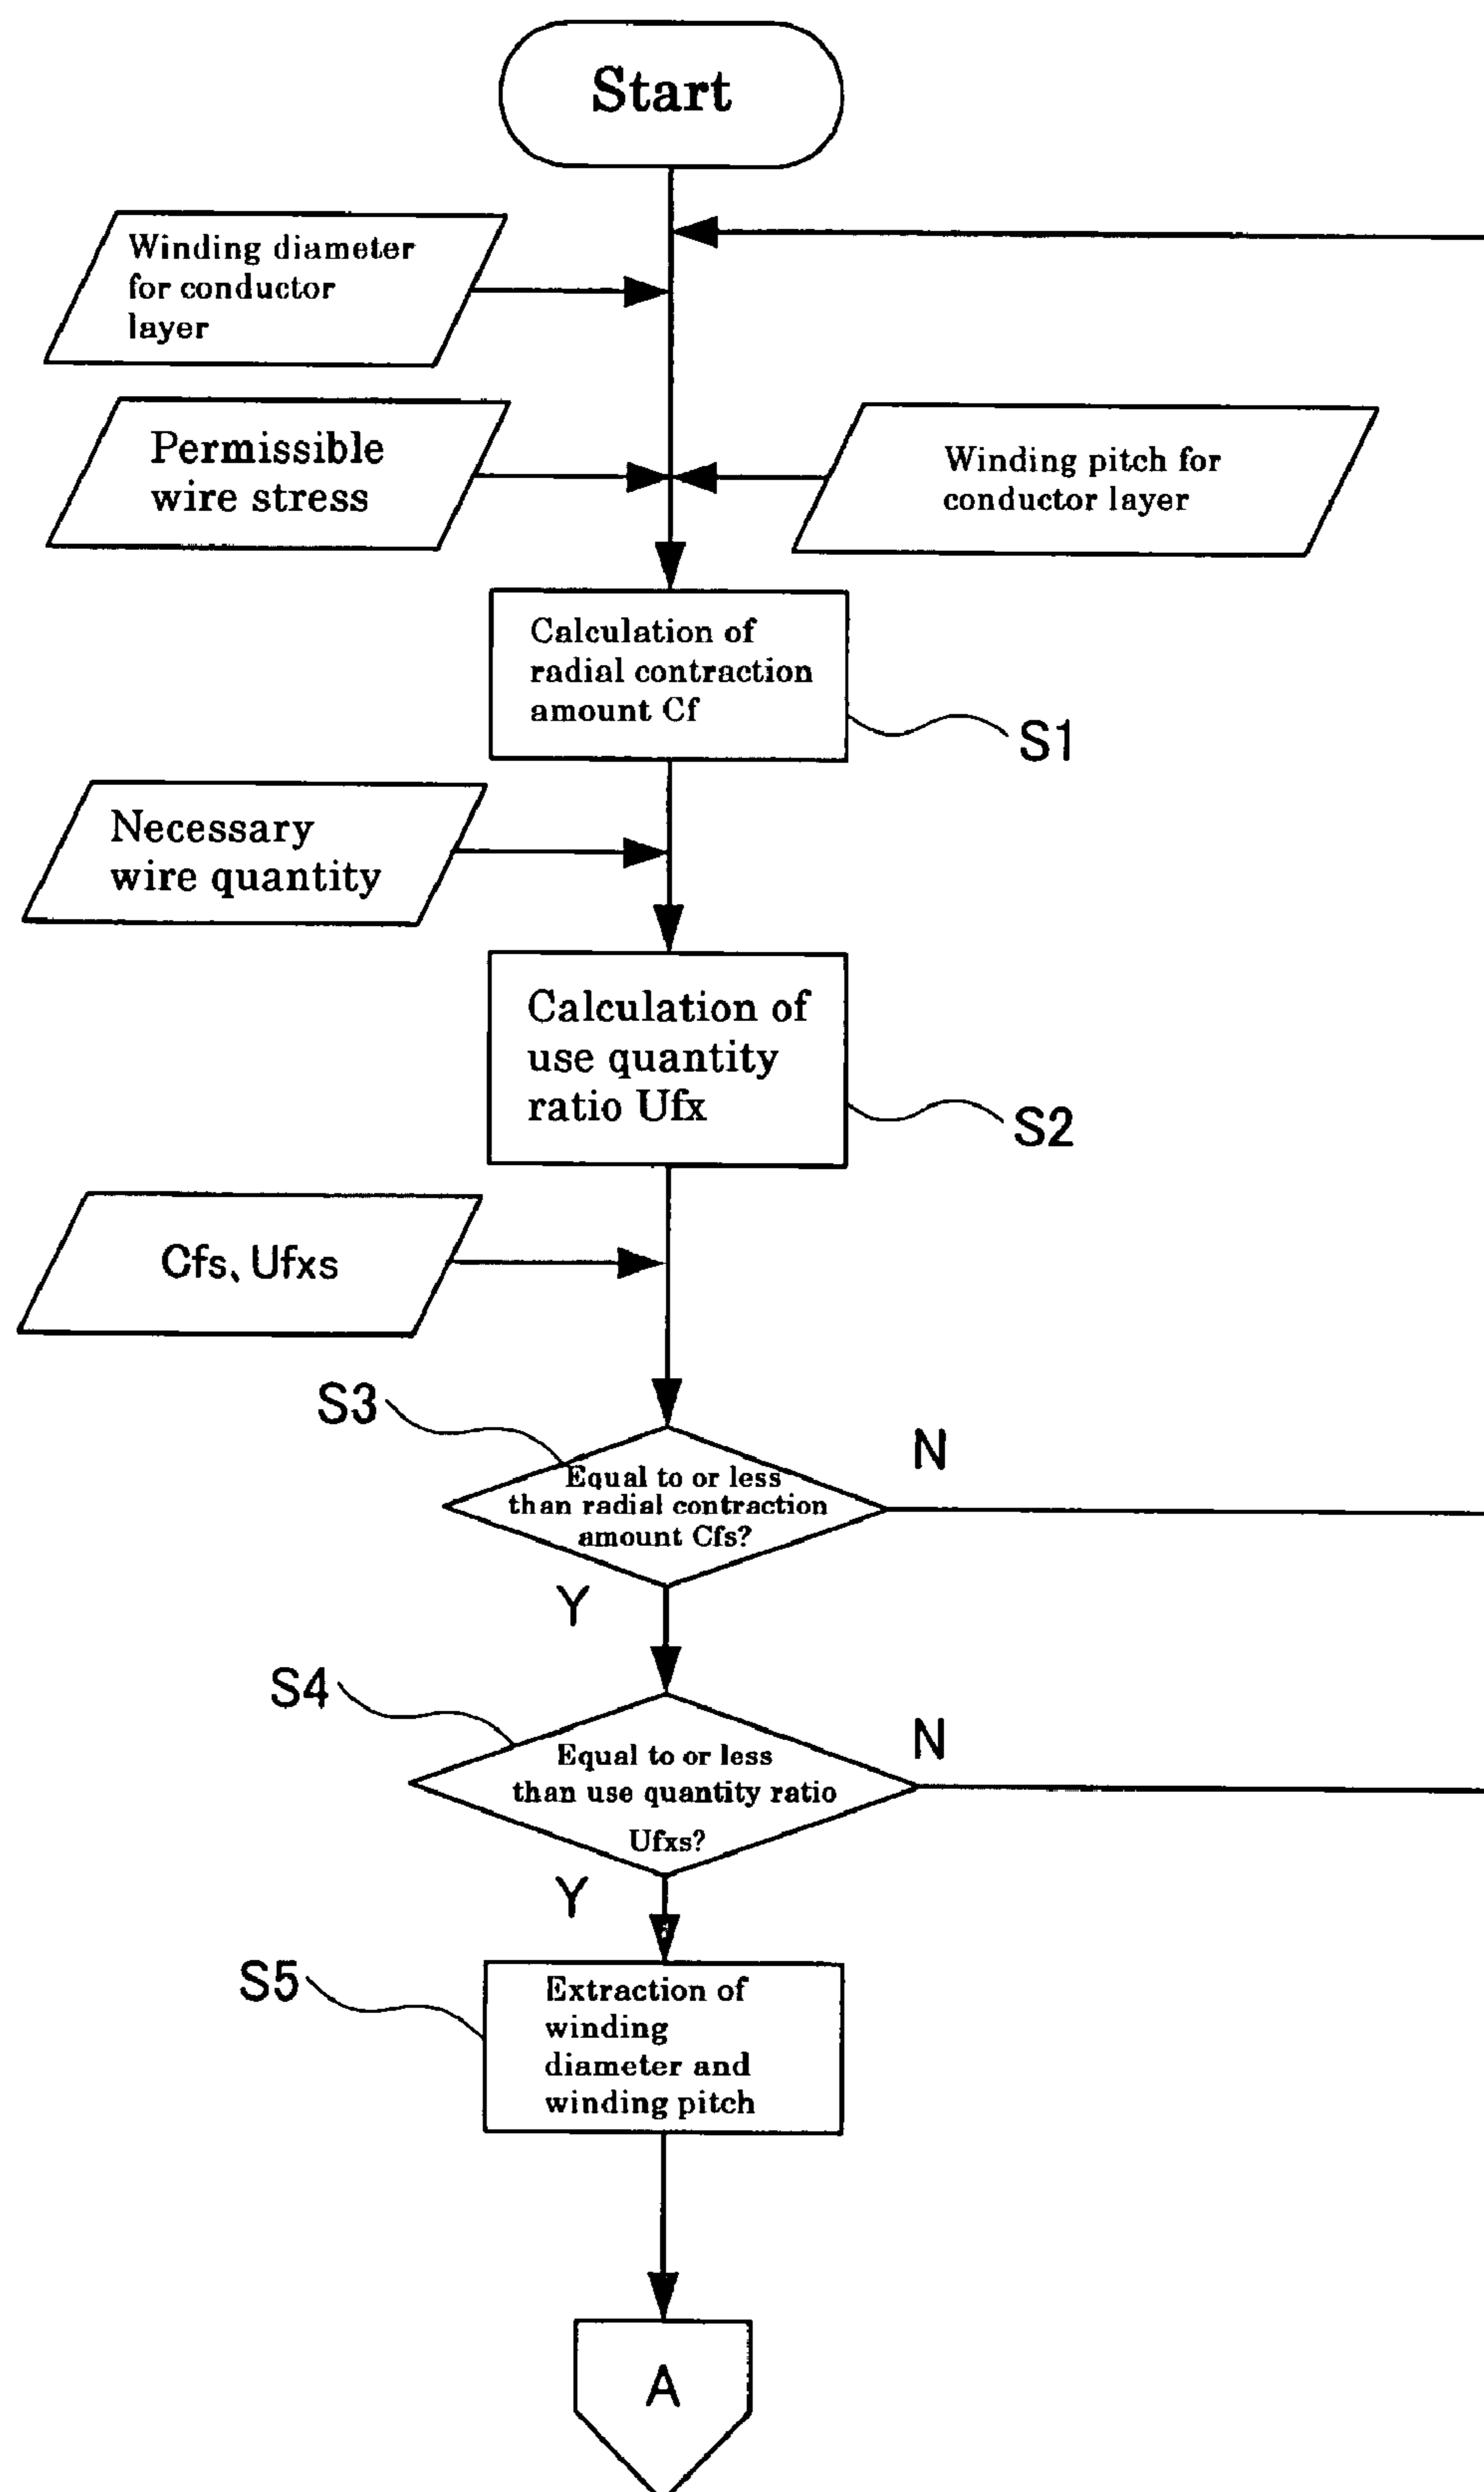 Start
Winding diameter
for conductor
layer
Permissible
wire stress
Winding pitch for
conductor layer
Calculation of
radial contraction
amount Cf
S1
Necessary
wire quantity
Calculation of
use quantity
ratio Ufx
S2
Cfs、Ufxs
S3
Equal to or less
than radial contraction
amount Cfs?
N
Y
S4
Equal to or less
than use quantity ratio
Ufxs?
N
Y
S5
Extraction of
winding
diameter and
winding pitch
A